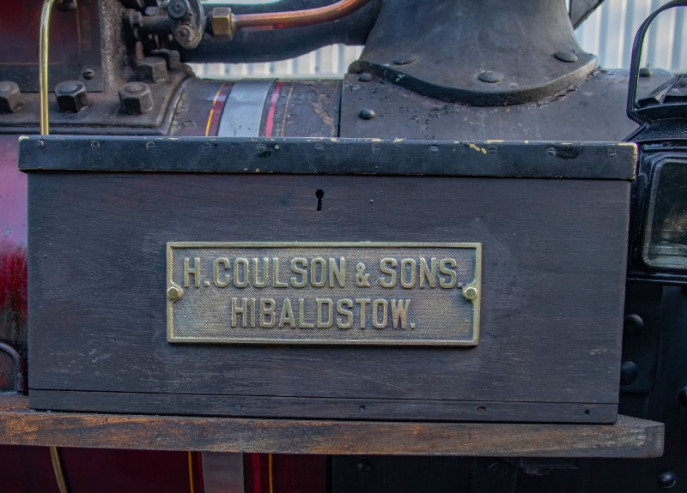 H. COULSON & SONS.
HIBALDSTOW.